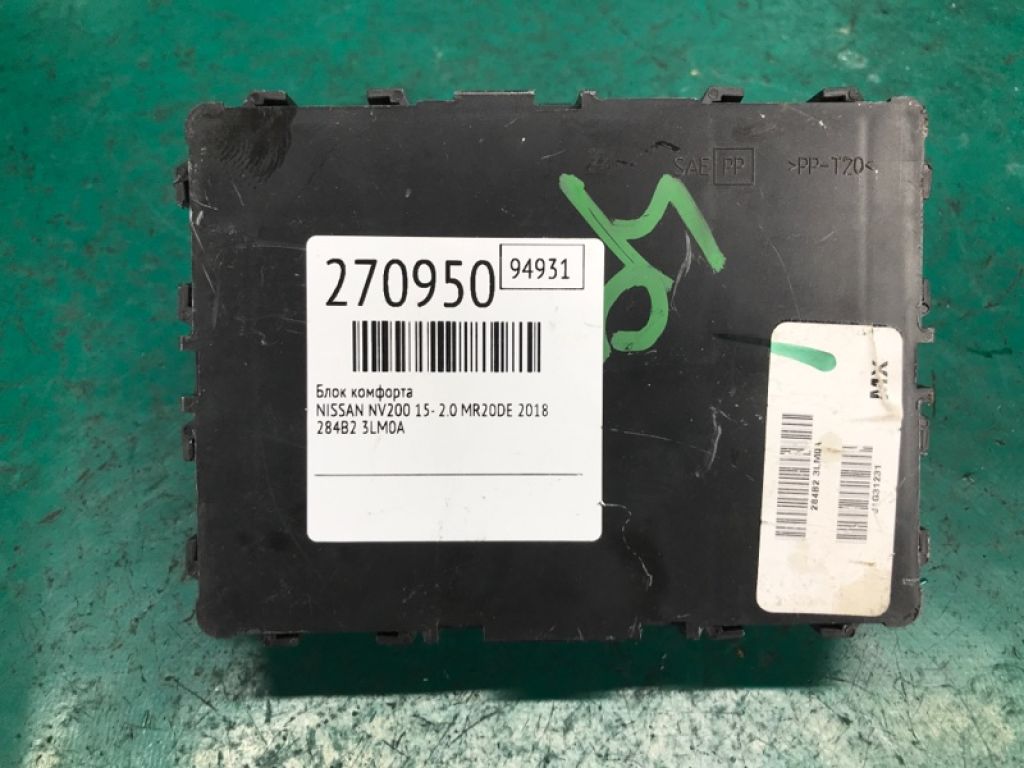 SAE PP >PP-T20<
270950 94931
Блок комфорта
NISSAN NV200 15- 2.0 MR20DE 2018
284B2 3LM0A
MX
284B2 3LM0A